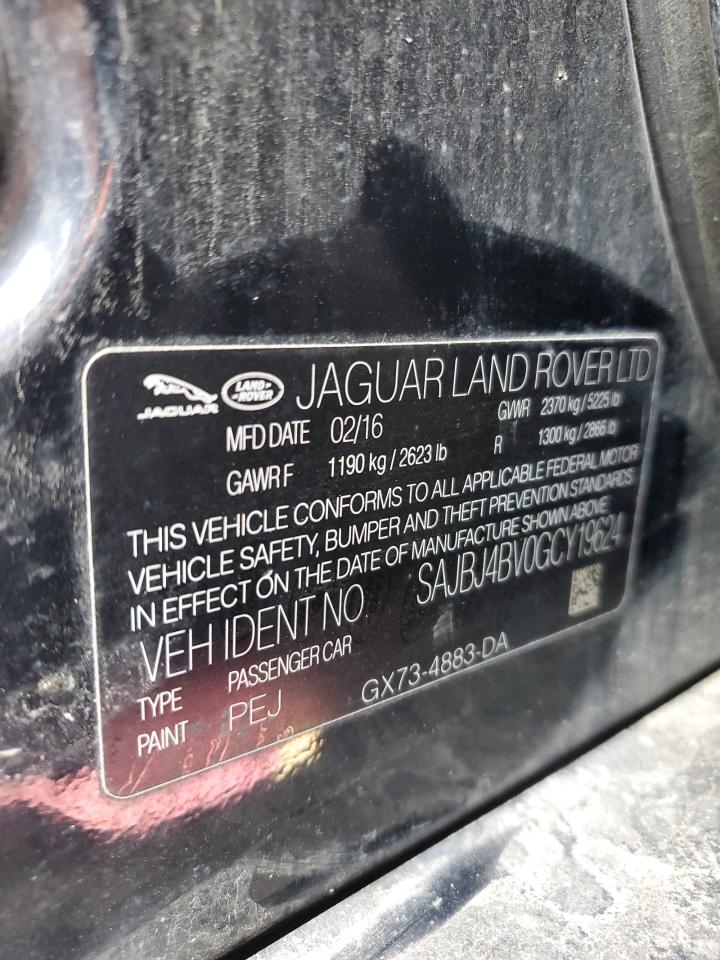 JAGUAR LAND ROVER JAGUAR LAND ROVER LTD
MFD DATE 02/16 GVWR 2370 kg / 5225 lb
GAWR F 1190 kg / 2623 lb R 1300 kg / 2866 lb
THIS VEHICLE CONFORMS TO ALL APPLICABLE FEDERAL MOTOR
VEHICLE SAFETY, BUMPER AND THEFT PREVENTION STANDARDS
IN EFFECT ON THE DATE OF MANUFACTURE SHOWN ABOVE
VEH IDENT NO SAJBJ4BV0GCY19624
TYPE PASSENGER CAR
PAINT PEJ GX73-4883-DA